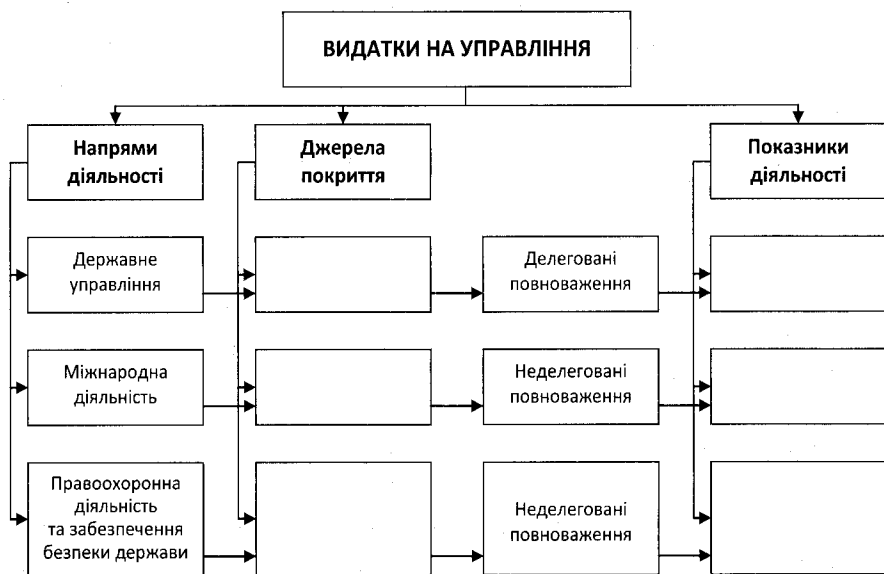 ВИДАТКИ НА УПРАВЛІННЯ
Напрями
діяльності
Джерела
покриття
Показники
діяльності
Державне
управління
Делеговані
повноваження
Міжнародна
діяльність
Неделеговані
повноваження
Правоохоронна
діяльність
та забезпечення
безпеки держави
Неделеговані
повноваження